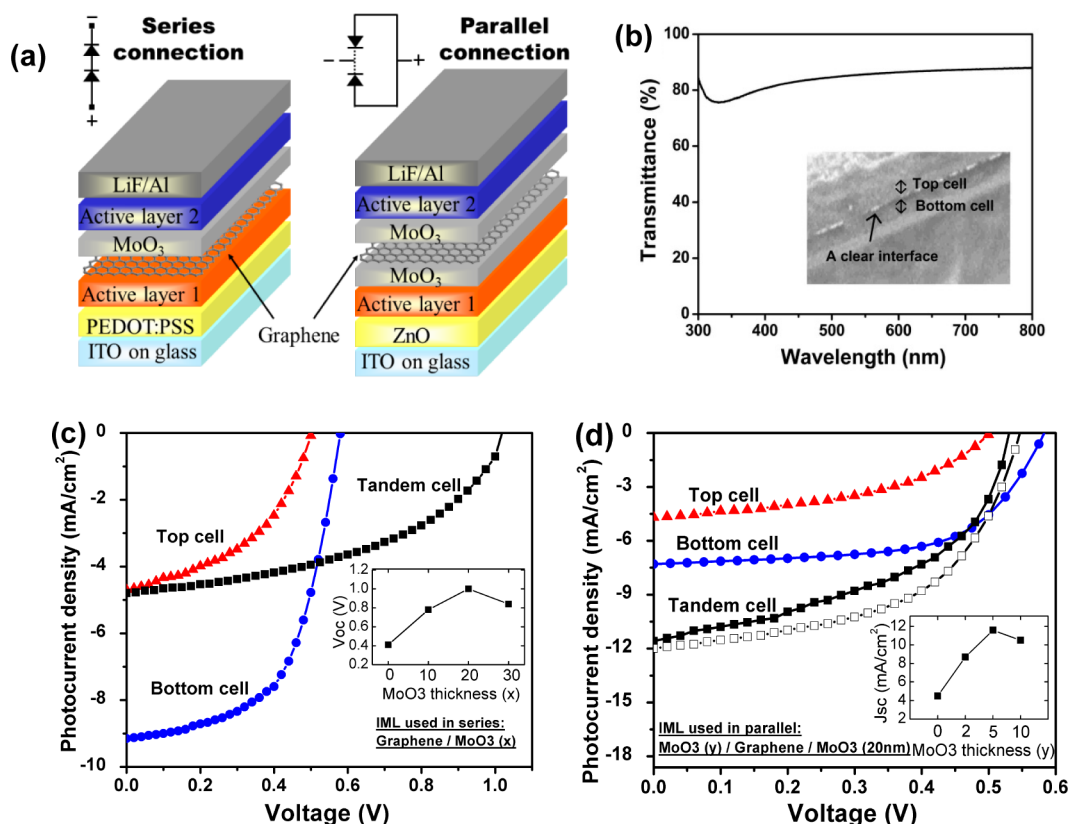 (a)
Series
connection
−
+
Parallel
connection
−
+
LiF/Al
Active layer 2
MoO₃
Active layer 1
PEDOT:PSS
ITO on glass
Graphene
LiF/Al
Active layer 2
MoO₃
MoO₃
Active layer 1
ZnO
ITO on glass
(b)
Transmittance (%)
100
80
60
40
20
0
300
400
500
600
700
800
Wavelength (nm)
Top cell
Bottom cell
A clear interface
(c)
Photocurrent density (mA/cm²)
0
-2
-4
-6
-8
-10
0.0
0.2
0.4
0.6
0.8
1.0
Voltage (V)
Top cell
Tandem cell
Bottom cell
Voc (V)
1.2
1.0
0.8
0.6
0.4
0.2
0
10
20
30
MoO3 thickness (x)
IML used in series:
Graphene / MoO3 (x)
(d)
Photocurrent density (mA/cm²)
0
-3
-6
-9
-12
-15
-18
0.0
0.1
0.2
0.3
0.4
0.5
0.6
Voltage (V)
Top cell
Bottom cell
Tandem cell
Jsc (mA/cm²)
12
10
8
6
4
2
0
2
5
10
MoO3 thickness (y)
IML used in parallel:
MoO3 (y) / Graphene / MoO3 (20nm)